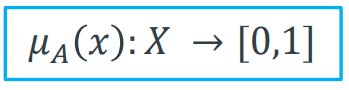 μ_A(x): X → [0,1]